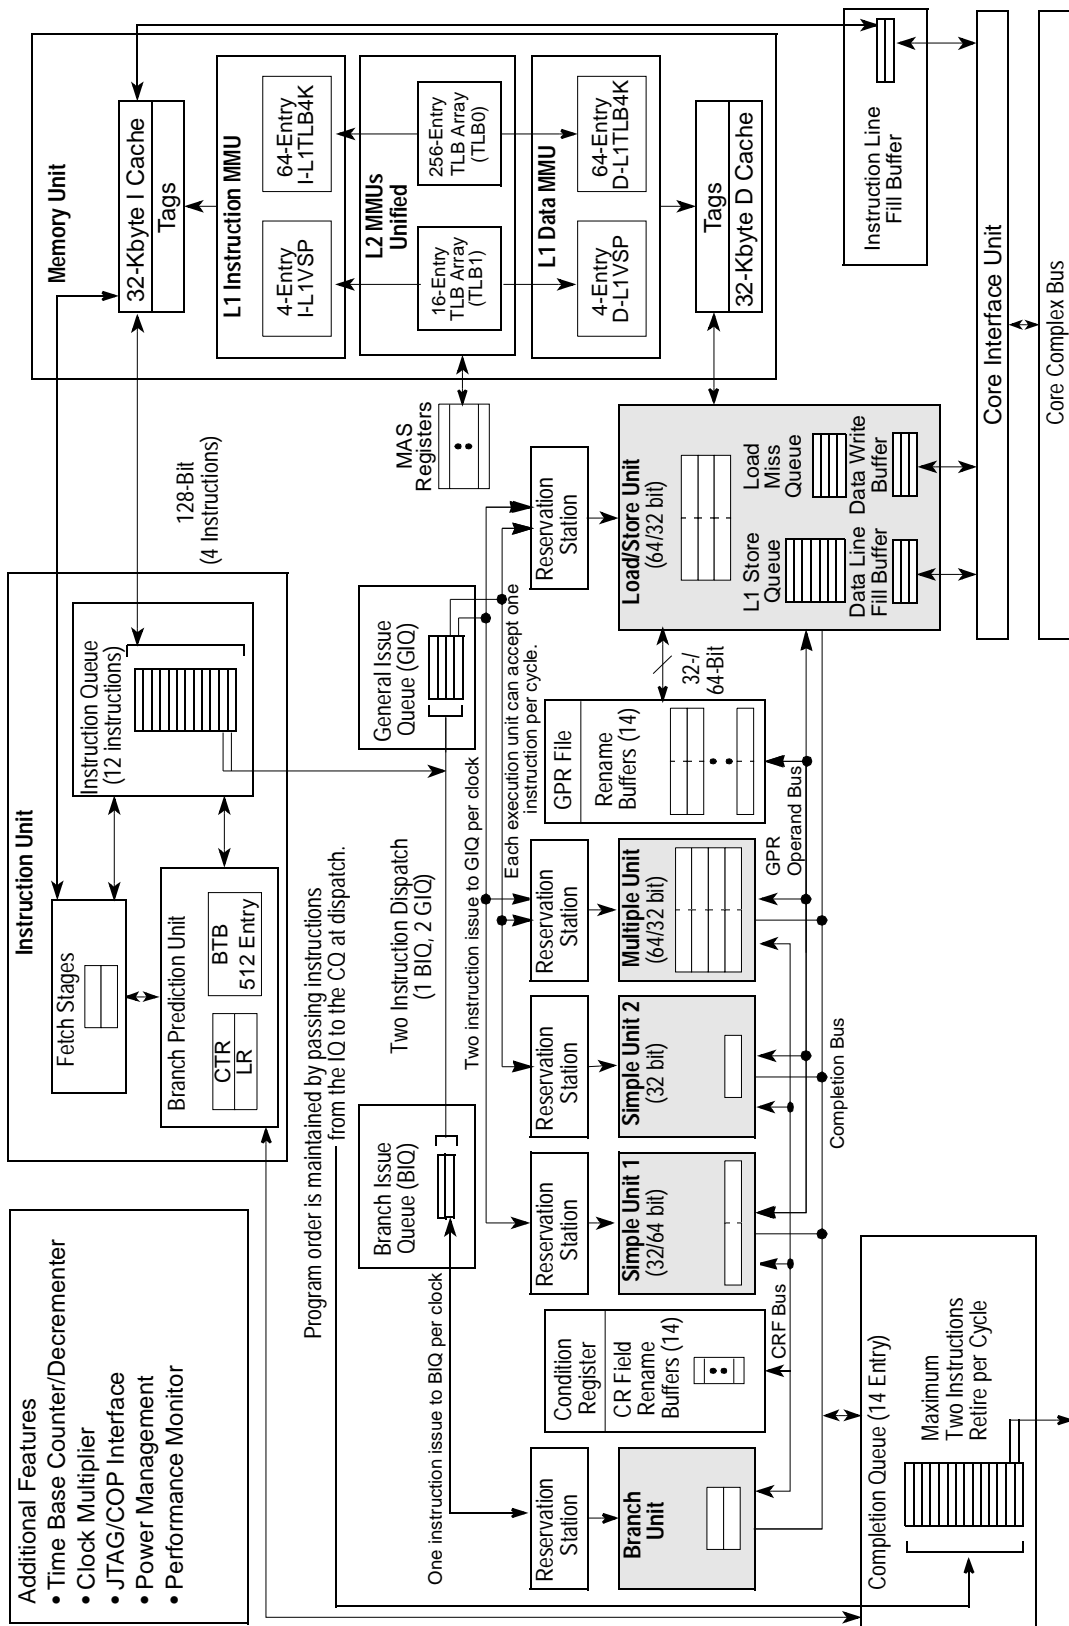 Additional Features
• Time Base Counter/Decrementer
• Clock Multiplier
• JTAG/COP Interface
• Power Management
• Performance Monitor
Instruction Unit
Fetch Stages
Branch Prediction Unit
CTR
LR
BTB
512 Entry
Instruction Queue
(12 instructions)
128-Bit
(4 Instructions)
Memory Unit
32-Kbyte I Cache
Tags
L1 Instruction MMU
4-Entry
I-L1VSP
64-Entry
I-L1TLB4K
L2 MMUs
Unified
16-Entry
TLB Array
(TLB1)
256-Entry
TLB Array
(TLB0)
L1 Data MMU
4-Entry
D-L1VSP
64-Entry
D-L1TLB4K
Tags
32-Kbyte D Cache
MAS
Registers
Program order is maintained by passing instructions
from the IQ to the CQ at dispatch.
Branch Issue
Queue (BIQ)
Two Instruction Dispatch
(1 BIQ, 2 GIQ)
General Issue
Queue (GIQ)
One instruction issue to BIQ per clock
Two instruction issue to GIQ per clock
Each execution unit can accept one
instruction per cycle.
Reservation
Station
Condition
Register
Reservation
Station
Reservation
Station
Reservation
Station
GPR File
Reservation
Station
Branch
Unit
CR Field
Rename
Buffers (14)
Simple Unit 1
(32/64 bit)
Simple Unit 2
(32 bit)
Multiple Unit
(64/32 bit)
Rename
Buffers (14)
32-/
64-Bit
Load/Store Unit
(64/32 bit)
L1 Store
Queue
Load
Miss
Queue
Data Line
Fill Buffer
Data Write
Buffer
CRF Bus
GPR
Operand Bus
Completion Bus
Completion Queue (14 Entry)
Maximum
Two Instructions
Retire per Cycle
Instruction Line
Fill Buffer
Core Interface Unit
Core Complex Bus